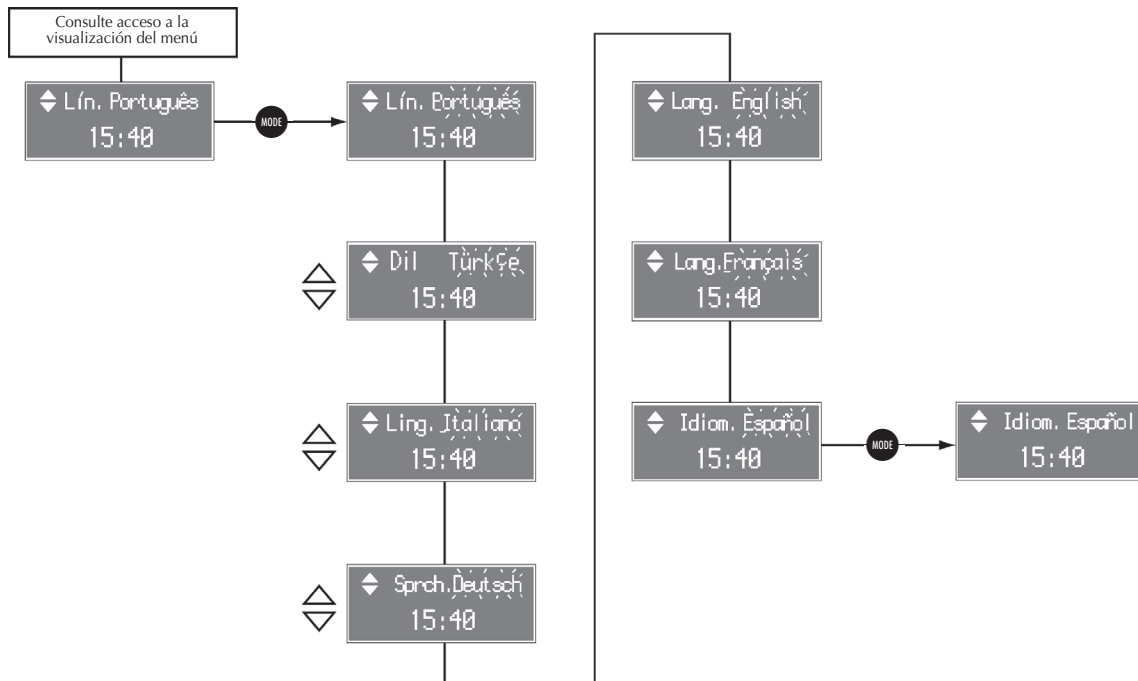 Consulte acceso a la
visualización del menú
Lín. Português
15:40
MODE
Lín. Português
15:40
Dil Türkçe
15:40
Ling. Italiano
15:40
Sprch.Deutsch
15:40
Lang. English
15:40
Lang.Français
15:40
Idiom. Español
15:40
MODE
Idiom. Español
15:40